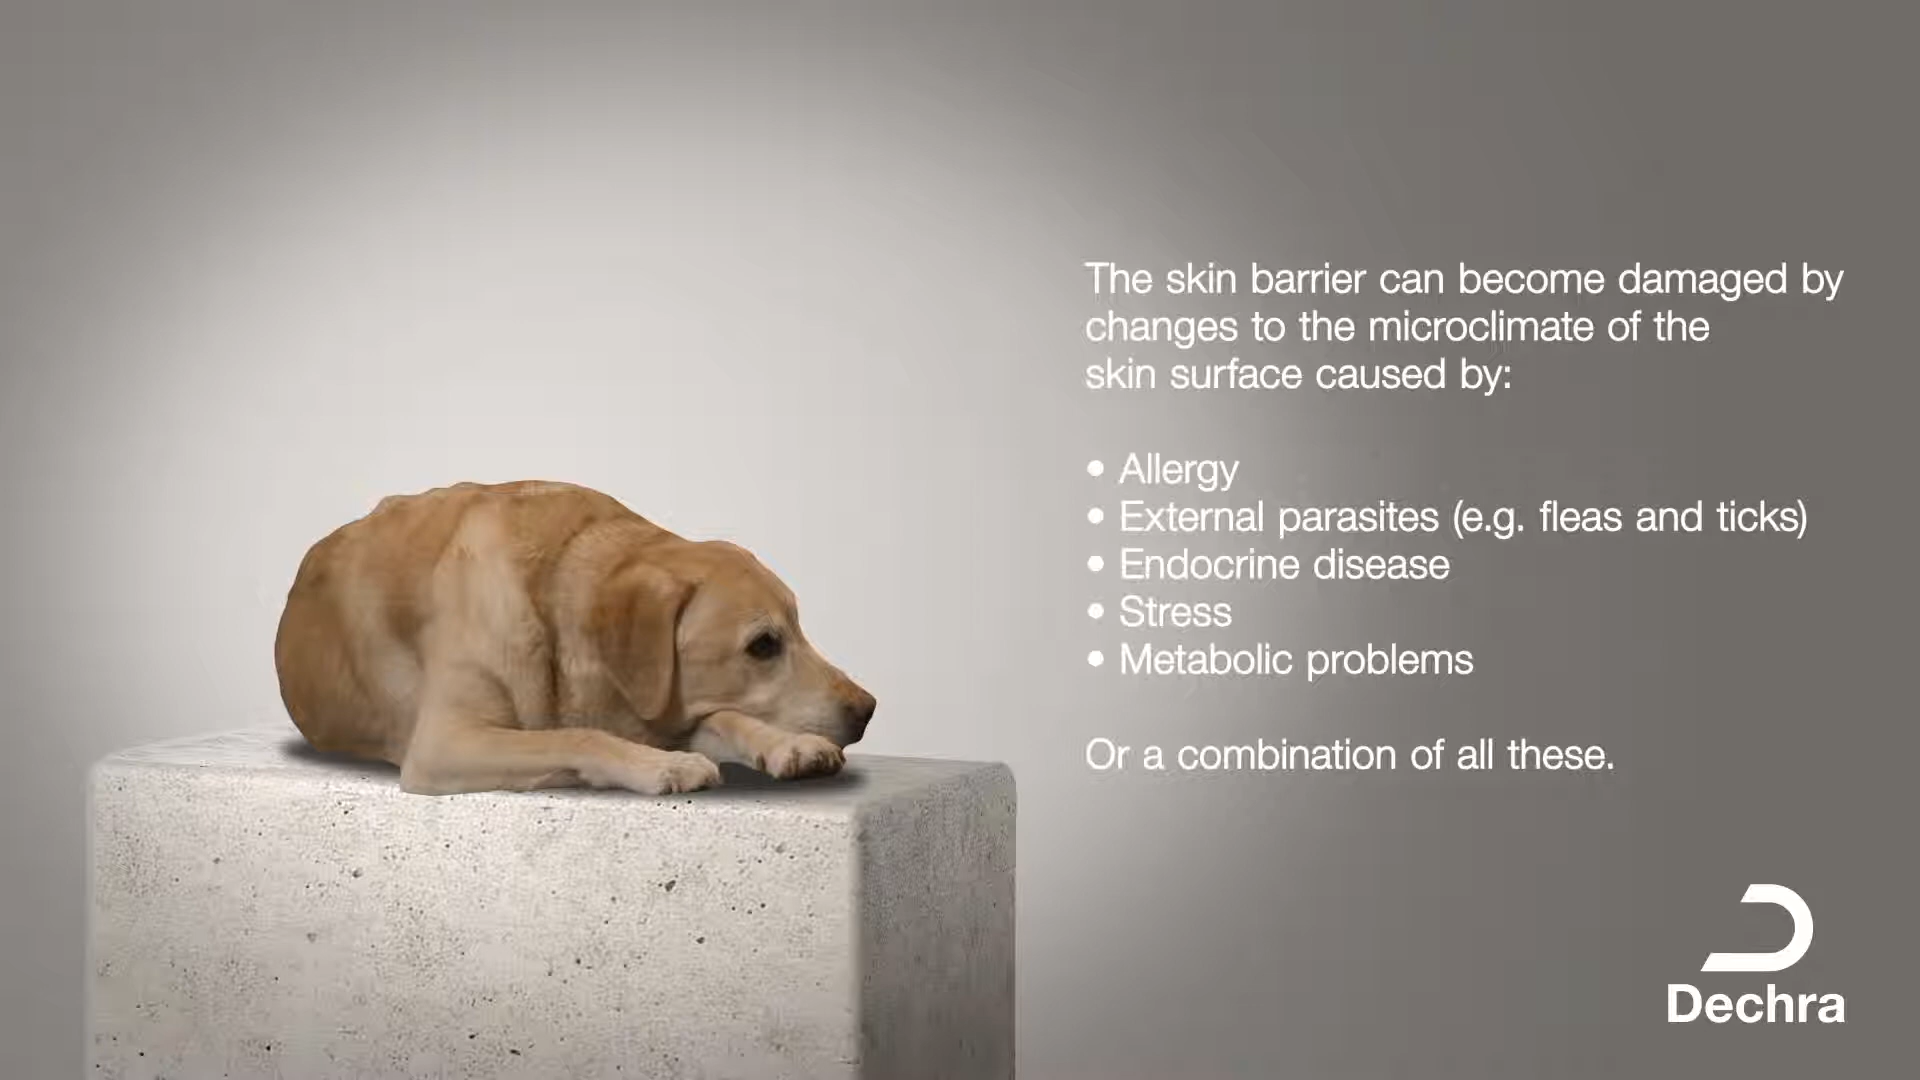 The skin barrier can become damaged by
changes to the microclimate of the
skin surface caused by:
• Allergy
• External parasites (e.g. fleas and ticks)
• Endocrine disease
• Stress
• Metabolic problems
Or a combination of all these.
Dechra